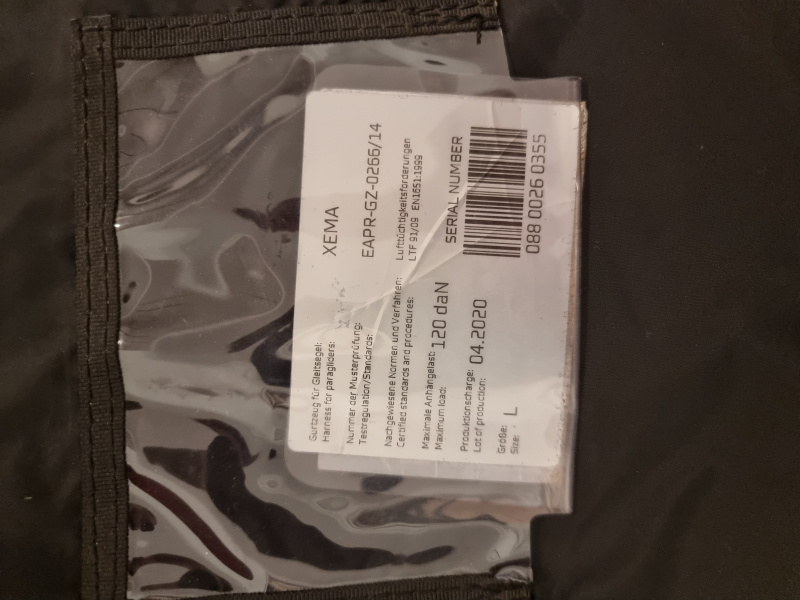 Gurtzeug für Gleitsegel:
Harness for paragliders:
XEMA
Nummer der Musterprüfung:
Testregulation/Standards:
EAPR-GZ-0266/14
Nachgewiesene Normen und Verfahren:
Certified standards and procedures:
Lufttüchtigkeitsforderungen
LTF 91/09 EN1651:1999
Maximale Anhängelast:
Maximum load:
120 daN
Produktionscharge:
Lot of production:
04.2020
Größe:
Size:
L
SERIAL NUMBER
088 0026 0355